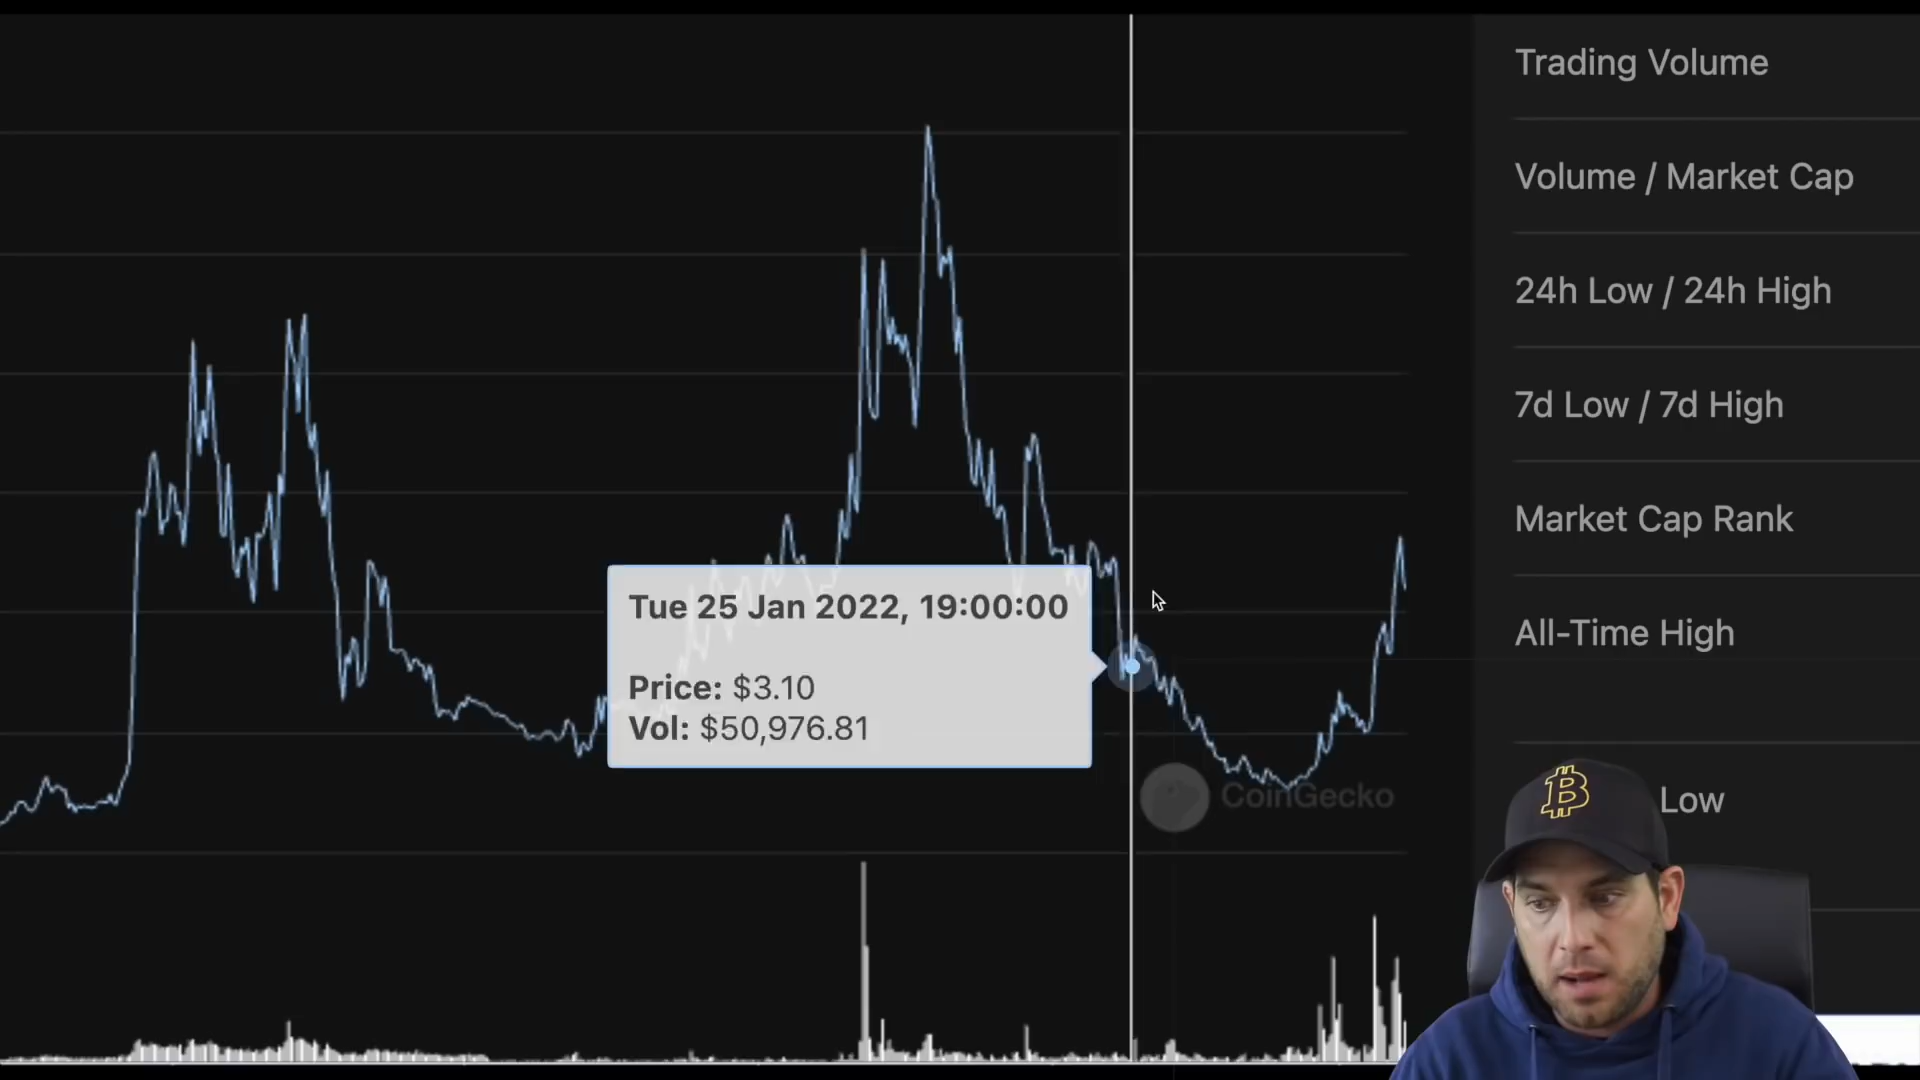 Trading Volume
Volume / Market Cap
24h Low / 24h High
7d Low / 7d High
Market Cap Rank
All-Time High
Low
Tue 25 Jan 2022, 19:00:00
Price: $3.10
Vol: $50,976.81
CoinGecko